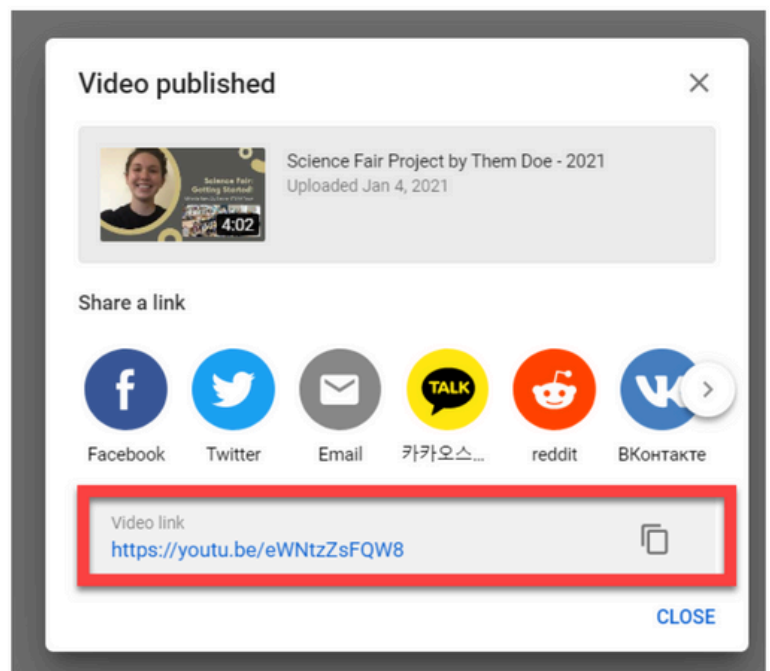 Video published
Science Fair:
Getting Started!
4:02
Science Fair Project by Them Doe - 2021
Uploaded Jan 4, 2021
Share a link
f
TALK
Facebook
Twitter
Email
카카오스...
reddit
ВКонтакте
Video link
https://youtu.be/eWNtzZsFQW8
CLOSE